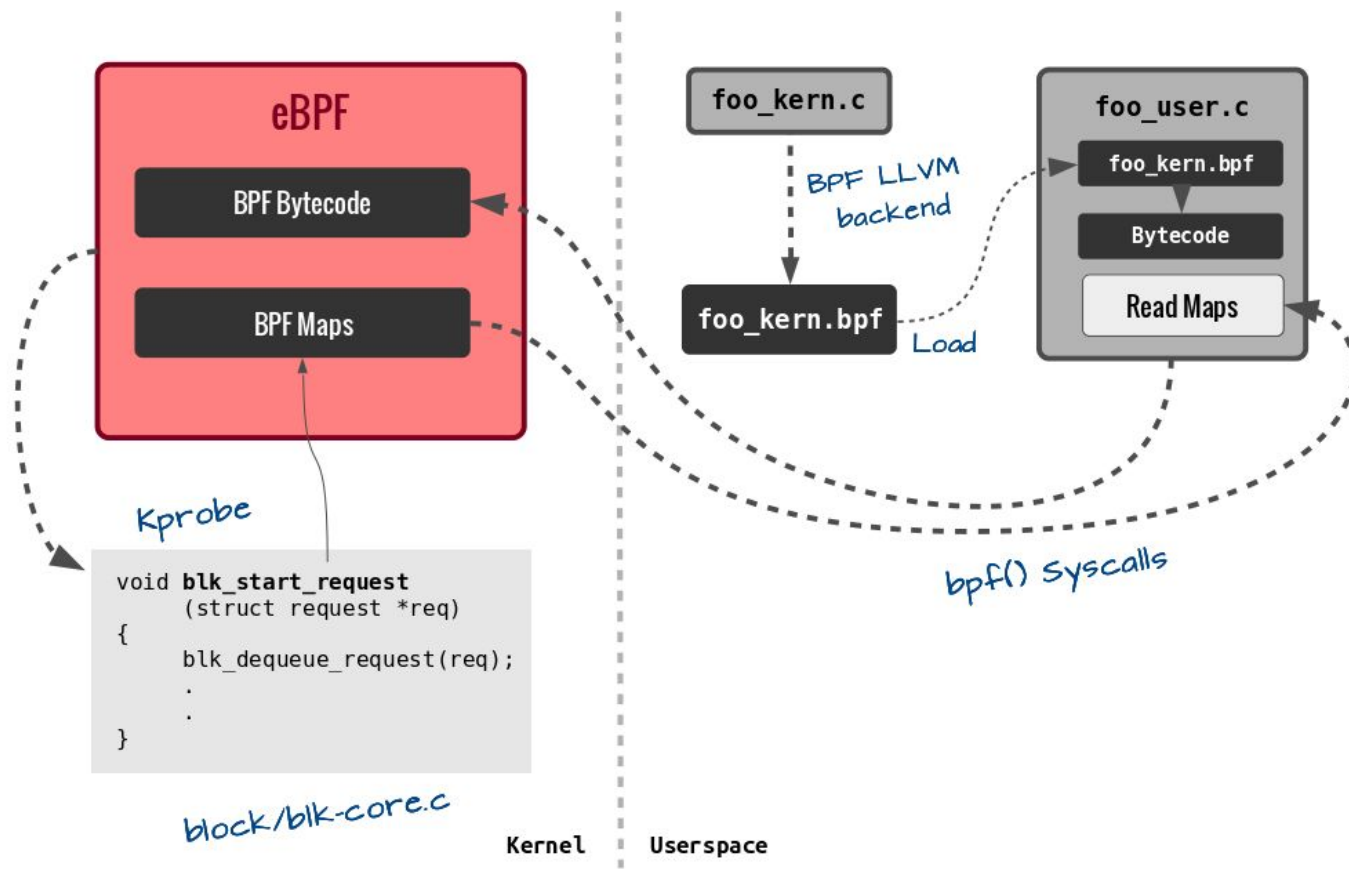 eBPF
BPF Bytecode
BPF Maps
Kprobe
void blk_start_request
(struct request *req)
{
blk_dequeue_request(req);
.
.
}
block/blk-core.c
Kernel
foo_kern.c
BPF LLVM
backend
foo_kern.bpf
Load
foo_user.c
foo_kern.bpf
Bytecode
Read Maps
bpf() Syscalls
Userspace